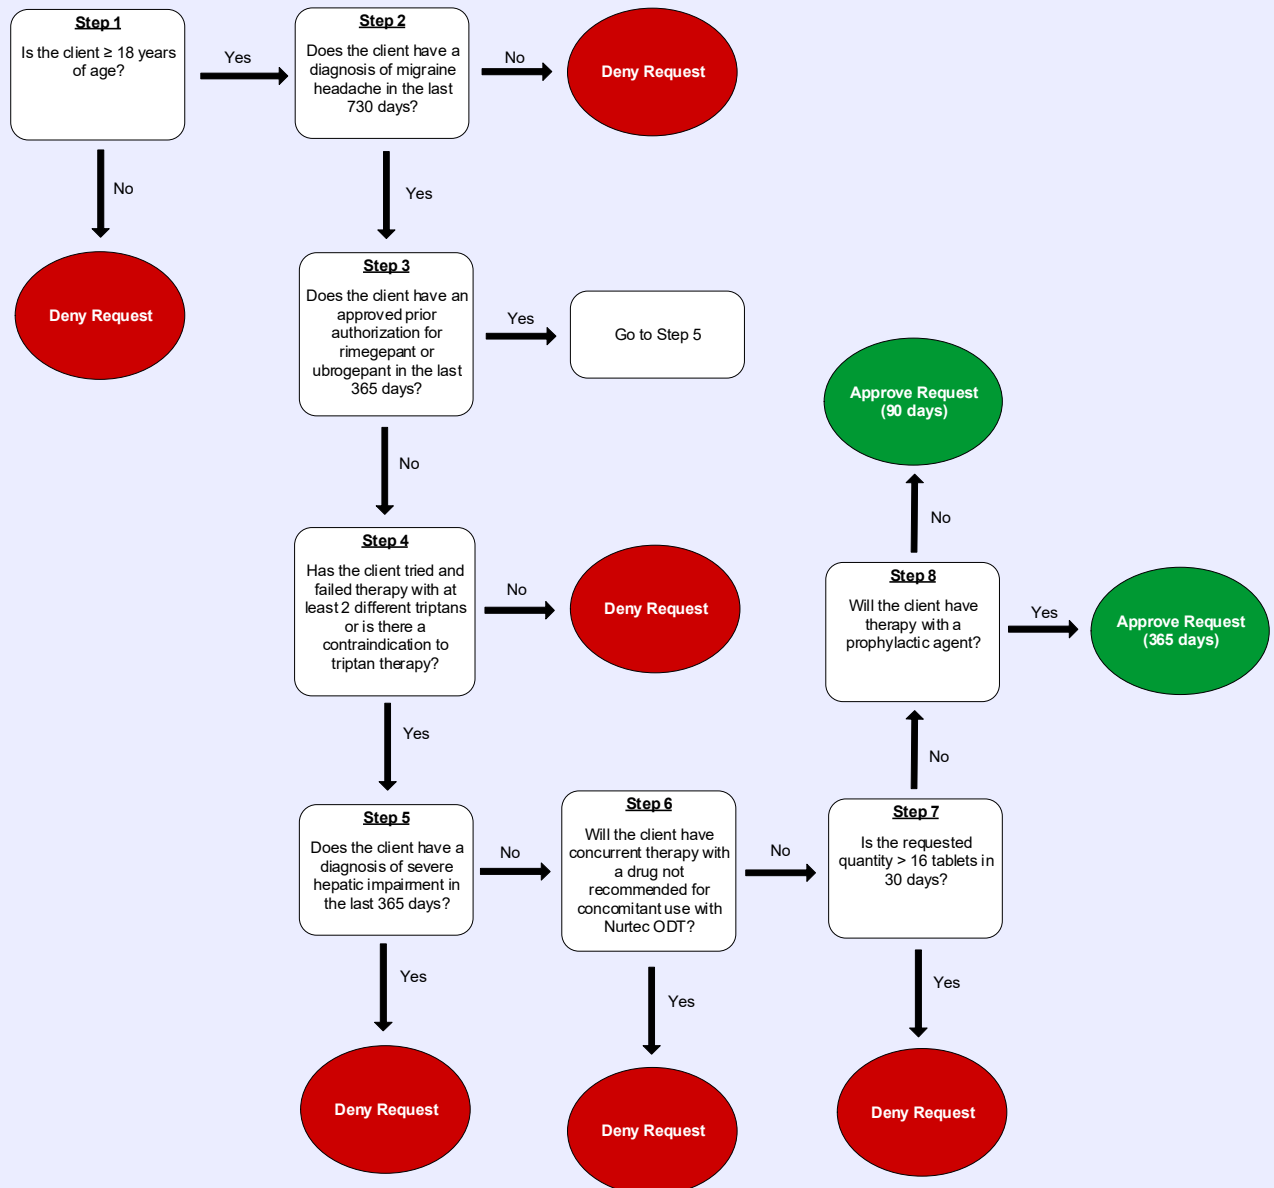 Step 1
Is the client ≥ 18 years
of age?
Yes
Step 2
Does the client have a
diagnosis of migraine
headache in the last
730 days?
No
Deny Request
No
Deny Request
Yes
Step 3
Does the client have an
approved prior
authorization for
rimegepant or
ubrogepant in the last
365 days?
Yes
Go to Step 5
No
Step 4
Has the client tried and
failed therapy with at
least 2 different triptans
or is there a
contraindication to
triptan therapy?
No
Deny Request
Yes
Step 5
Does the client have a
diagnosis of severe
hepatic impairment in
the last 365 days?
Yes
Deny Request
No
Step 6
Will the client have
concurrent therapy with
a drug not
recommended for
concomitant use with
Nurtec ODT?
Yes
Deny Request
No
Step 7
Is the requested
quantity > 16 tablets in
30 days?
Yes
Deny Request
No
Step 8
Will the client have
therapy with a
prophylactic agent?
Yes
Approve Request
(365 days)
No
Approve Request
(90 days)